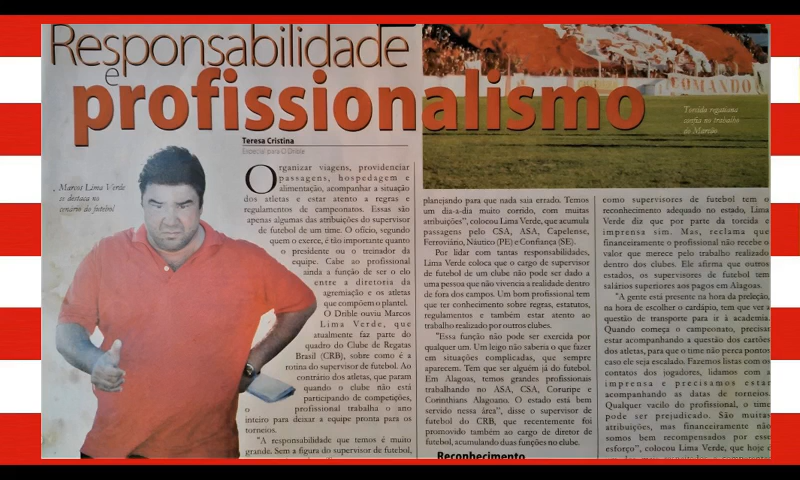 Responsabilidade
e
profissionalismo
COMANDO
Torcida regatiana
confia no trabalho
de Marcão
Marcos Lima Verde
se destaca no
cenário do futebol
Teresa Cristina
Especial para O Drible
Organizar viagens, providenciar
passagens, hospedagem e
alimentação, acompanhar a situação
dos atletas e estar atento a regras e
regulamentos de campeonatos. Essas são
apenas algumas das atribuições do supervisor
de futebol de um time. O ofício, segundo
quem o exerce, é tão importante quanto
o presidente ou o treinador da
equipe. Cabe ao profissional
ainda a função de ser o elo
entre a diretoria da
agremiação e os atletas
que compõem o plantel.
O Drible ouviu Marcos
Lima Verde, que
atualmente faz parte do
quadro do Clube de Regatas
Brasil (CRB), sobre como é a
rotina do supervisor de futebol. Ao
contrário dos atletas, que param
quando o clube não está
participando de competições,
o profissional trabalha o ano
inteiro para deixar a equipe pronta para os
torneios.
"A responsabilidade que temos é muito
grande. Sem a figura do supervisor de futebol,
planejando para que nada saia errado. Temos
um dia-a-dia muito corrido, com muitas
atribuições", colocou Lima Verde, que acumula
passagens pelo CSA, ASA, Capelense,
Ferroviário, Náutico (PE) e Confiança (SE).
Por lidar com tantas responsabilidades,
Lima Verde coloca que o cargo de supervisor
de futebol de um clube não pode ser dado a
uma pessoa que não vivencia a realidade dentro
de fora dos campos. Um bom profissional tem
que ter conhecimento sobre regras, estatutos,
regulamentos e também estar atento ao
trabalho realizado por outros clubes.
"Essa função não pode ser exercida por
qualquer um. Um leigo não saberia o que fazer
em situações complicadas, que sempre
aparecem. Tem que ser alguém já do futebol.
Em Alagoas, temos grandes profissionais
trabalhando no ASA, CSA, Coruripe e
Corinthians Alagoano. O estado está bem
servido nessa área", disse o supervisor
de futebol do CRB, que recentemente foi
promovido também ao cargo de diretor de
futebol, acumulando duas funções no clube.
Reconhecimento
como supervisores de futebol tem o
reconhecimento adequado no estado, Lima
Verde diz que por parte da torcida e
imprensa sim. Mas, reclama que
financeiramente o profissional não recebe o
valor que merece pelo trabalho realizado
dentro dos clubes. Ele afirma que outros
estados, os supervisores de futebol tem
salários superiores aos pagos em Alagoas.
"A gente está presente na hora da preleção,
na hora de escolher o cardápio, tem que ver a
questão de transporte para ir à academia.
Quando começa o campeonato, precisar
estar acompanhando a questão dos cartões
dos atletas, para que o time não perca pontos
caso ele seja escalado. Fazemos listas com os
contatos dos jogadores, lidamos com a
imprensa e precisamos estar
acompanhando as datas de torneios.
Qualquer vacilo do profissional, o time
pode ser prejudicado. São muitas
atribuições, mas financeiramente não
somos bem recompensados por esse
esforço", colocou Lima Verde, que hoje é